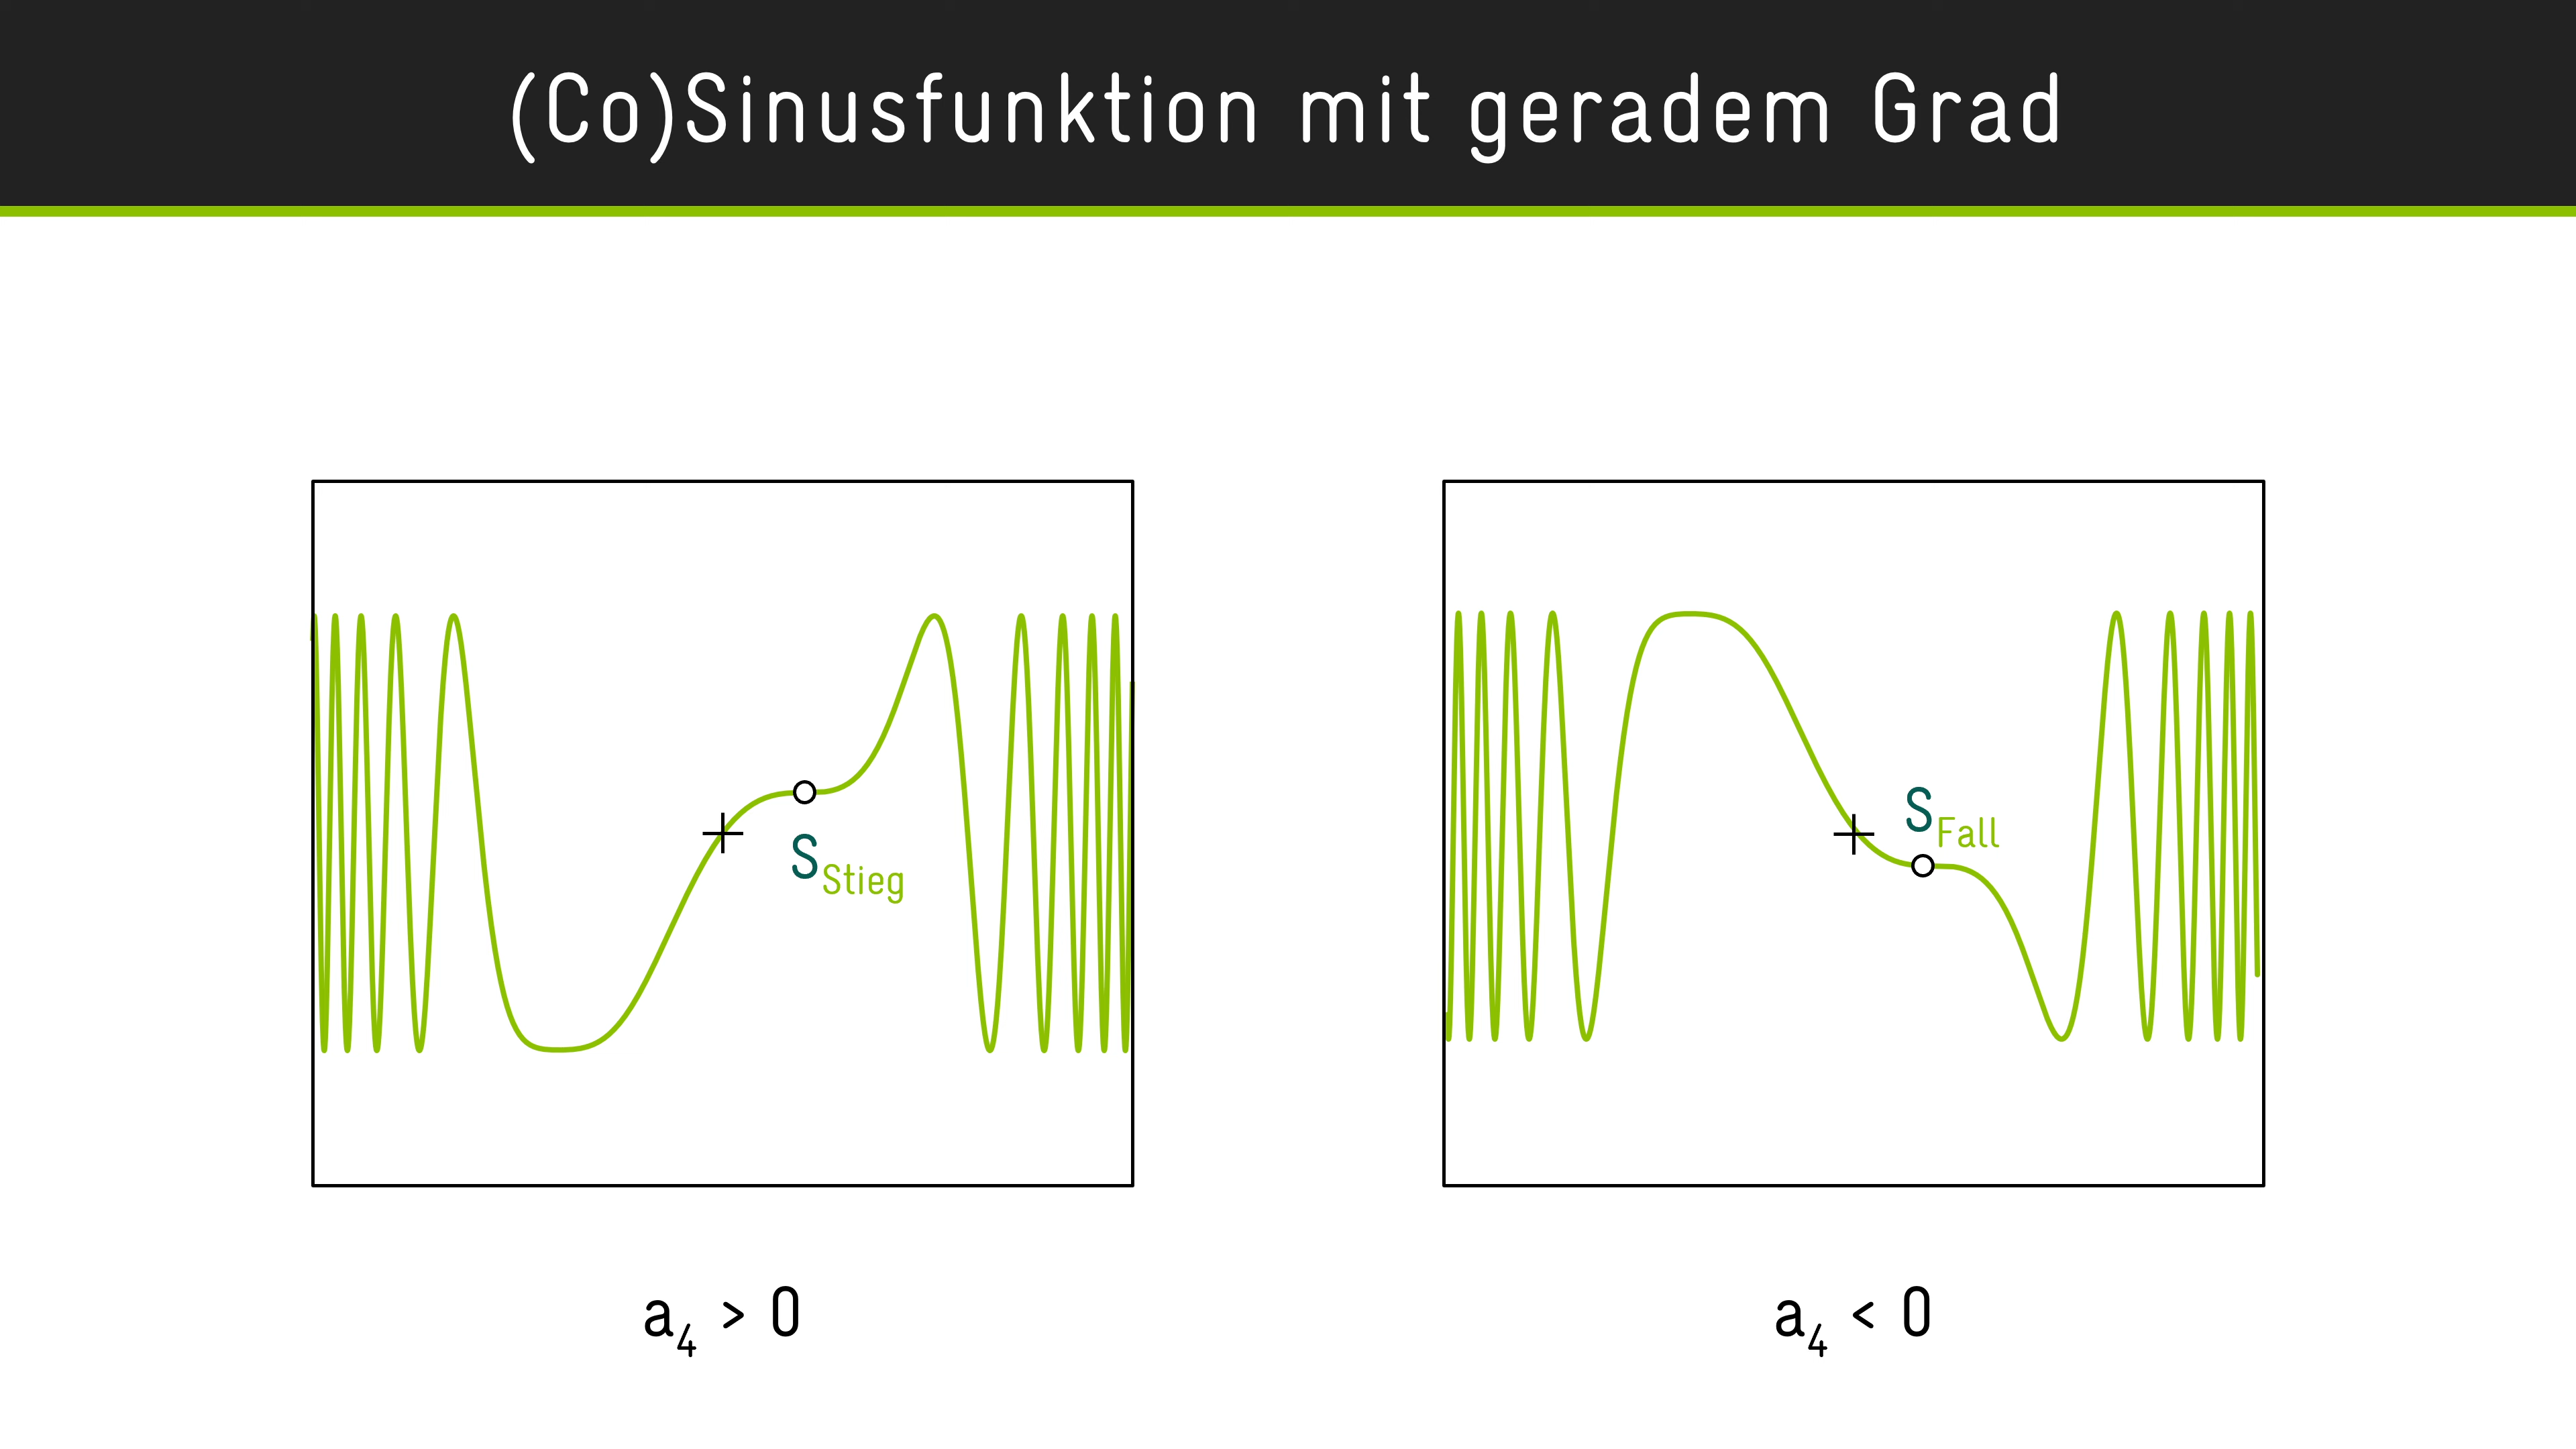 (Co)Sinusfunktion mit geradem Grad
S_Stieg
S_Fall
a_4 > 0
a_4 < 0